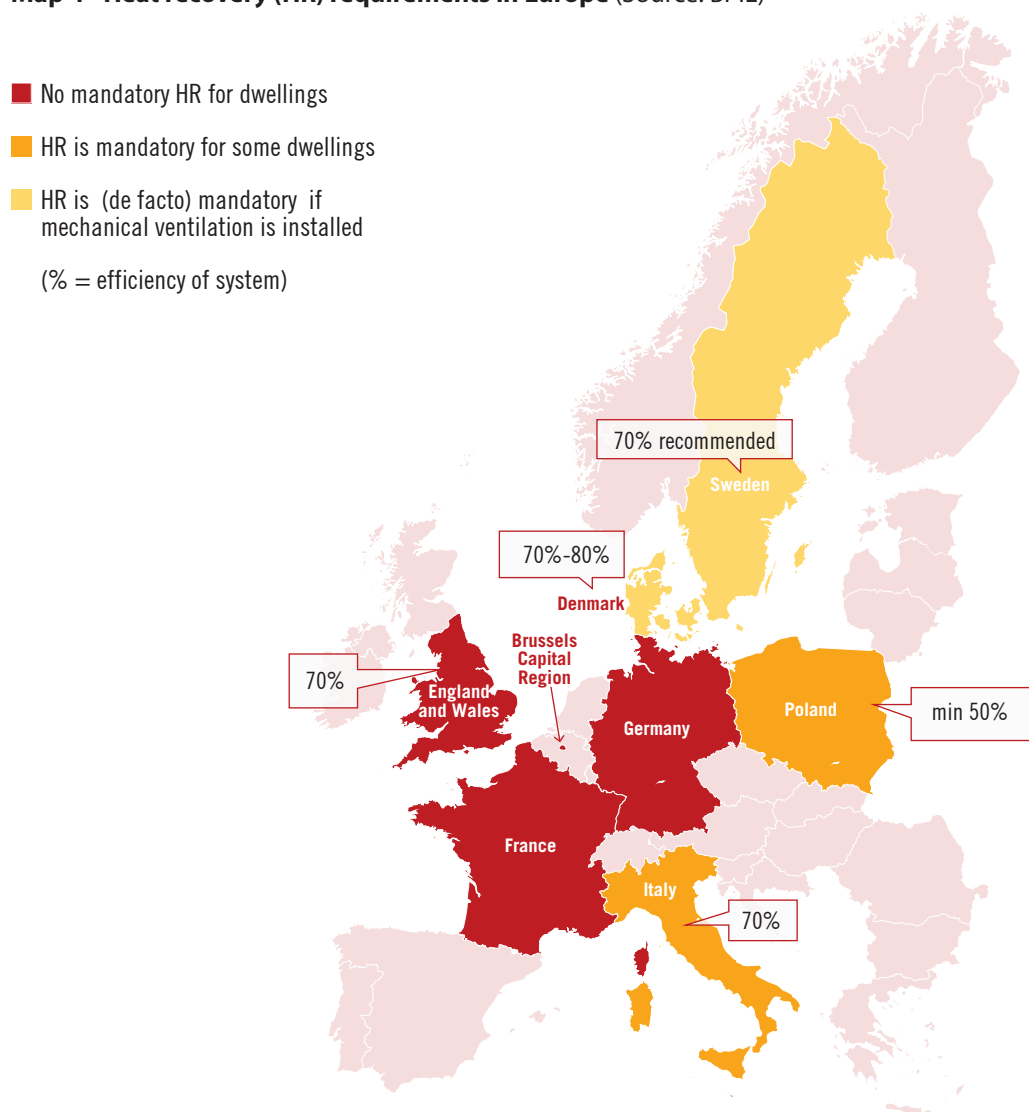 No mandatory HR for dwellings
HR is mandatory for some dwellings
HR is (de facto) mandatory if
mechanical ventilation is installed
(% = efficiency of system)
70% recommended
Sweden
70%-80%
Denmark
Brussels
Capital
Region
70%
England
and Wales
Germany
Poland
min 50%
France
Italy
70%